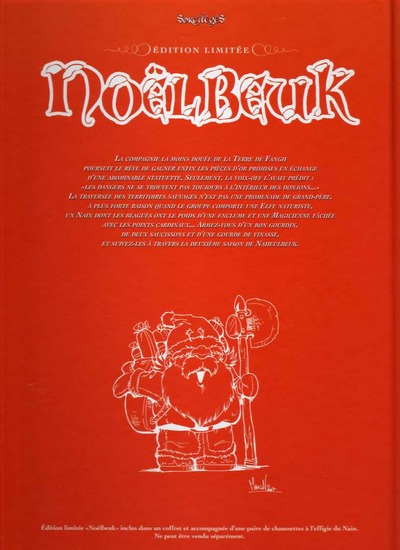 SORTILÈGES
ÉDITION LIMITÉE
NOËLBEUK
LA COMPAGNIE LA MOINS DOUÉE DE LA TERRE DE FANGH
POURSUIT LE RÊVE DE GAGNER ENFIN LES PIÈCES D'OR PROMISES EN ÉCHANGE
D'UNE ABOMINABLE STATUETTE. SEULEMENT, LA VOIX-OFF L'AVAIT PRÉDIT :
«LES DANGERS NE SE TROUVENT PAS TOUJOURS À L'INTÉRIEUR DES DONJONS...»
LA TRAVERSÉE DES TERRITOIRES SAUVAGES N'EST PAS UNE PROMENADE DE GRAND-PÈRE,
À PLUS FORTE RAISON QUAND LE GROUPE COMPORTE UNE ELFE NATURISTE,
UN NAIN DONT LES BLAGUES ONT LE POIDS D'UNE ENCLUME ET UNE MAGICIENNE FÂCHÉE
AVEC LES POINTS CARDINAUX... ARMEZ-VOUS D'UN BON GOURDIN,
DE DEUX SAUCISSONS ET D'UNE GOURDE DE VINASSE,
ET SUIVEZ-LES À TRAVERS LA DEUXIÈME SAISON DE NAHEULBEUK.
Édition limitée «Noëlbeuk» inclus dans un coffret et accompagnée d'une paire de chaussettes à l'effigie du Nain.
Ne peut être vendu séparément.